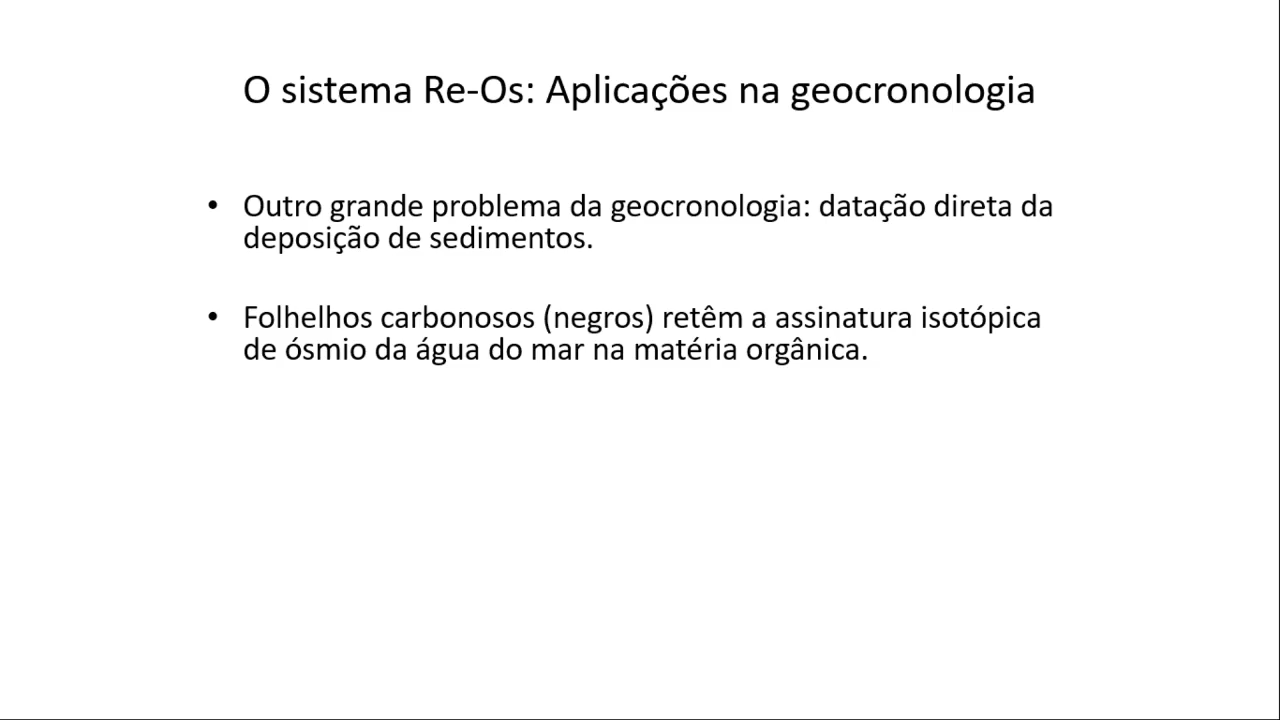 O sistema Re-Os: Aplicações na geocronologia
• Outro grande problema da geocronologia: datação direta da
deposição de sedimentos.
• Folhelhos carbonosos (negros) retêm a assinatura isotópica
de ósmio da água do mar na matéria orgânica.